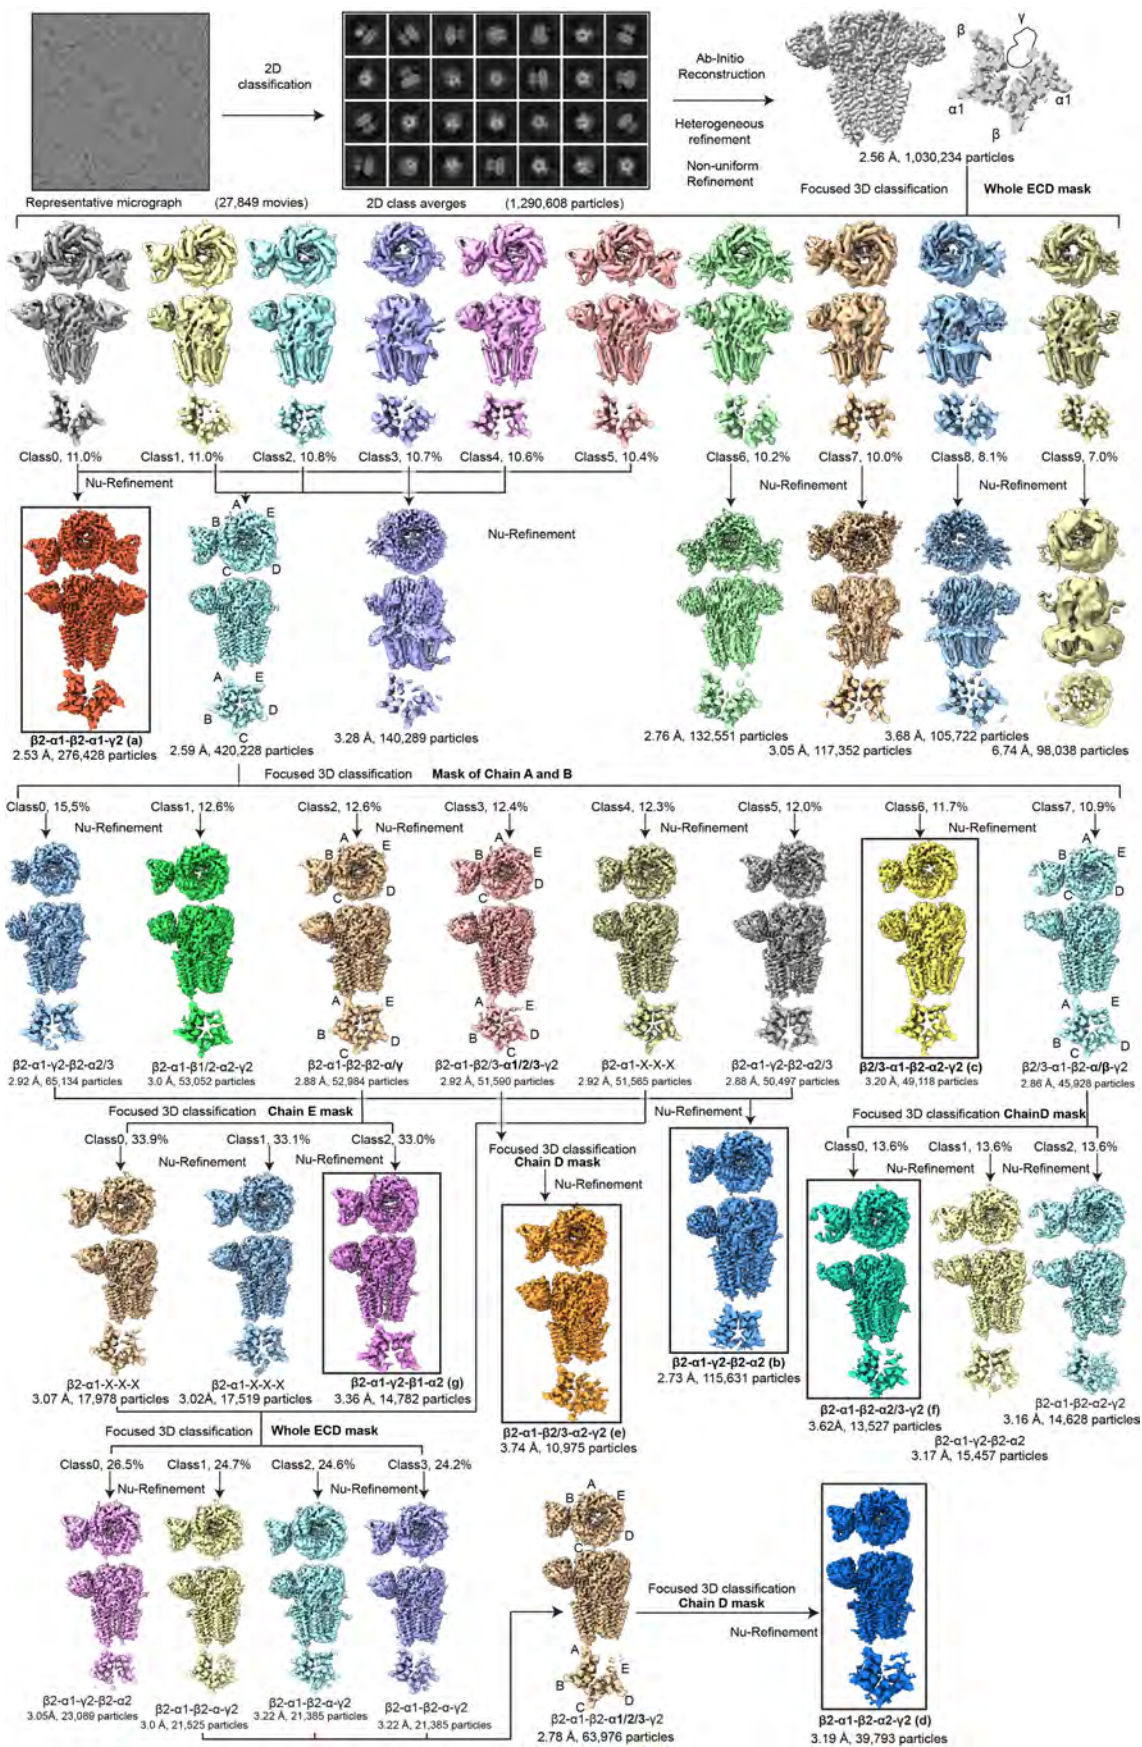 2D
classification
Ab-Initio
Reconstruction
Heterogeneous
refinement
Non-uniform
Refinement
β
γ
α1
α1
β
2.56 Å, 1,030,234 particles
Representative micrograph
(27,849 movies)
2D class averges
(1,290,608 particles)
Focused 3D classification
Whole ECD mask
Class0, 11.0%
Class1, 11.0%
Class2, 10.8%
Class3, 10.7%
Class4, 10.6%
Class5, 10.4%
Class6, 10.2%
Class7, 10.0%
Class8, 8.1%
Class9, 7.0%
Nu-Refinement
Nu-Refinement
Nu-Refinement
Nu-Refinement
Nu-Refinement
A
B
E
C
D
A
E
B
D
C
β2-α1-β2-α1-γ2 (a)
2.53 Å, 276,428 particles
2.59 Å, 420,228 particles
3.28 Å, 140,289 particles
2.76 Å, 132,551 particles
3.05 Å, 117,352 particles
3.68 Å, 105,722 particles
6.74 Å, 98,038 particles
Focused 3D classification
Mask of Chain A and B
Class0, 15.5%
Class1, 12.6%
Class2, 12.6%
Class3, 12.4%
Class4, 12.3%
Class5, 12.0%
Class6, 11.7%
Class7, 10.9%
Nu-Refinement
Nu-Refinement
Nu-Refinement
Nu-Refinement
A
B
E
D
C
A
B
E
D
C
A
B
E
D
C
A
E
B
D
C
A
E
B
D
C
A
E
B
D
C
β2-α1-γ2-β2-α2/3
2.92 Å, 65,134 particles
β2-α1-β1/2-α2-γ2
3.0 Å, 53,052 particles
β2-α1-β2-β2-α/γ
2.88 Å, 52,984 particles
β2-α1-β2/3-α1/2/3-γ2
2.92 Å, 51,590 particles
β2-α1-X-X-X
2.92 Å, 51,565 particles
β2-α1-γ2-β2-α2/3
2.88 Å, 50,497 particles
β2/3-α1-β2-α2-γ2 (c)
3.20 Å, 49,118 particles
β2/3-α1-β2-α/β-γ2
2.86 Å, 45,928 particles
Focused 3D classification
Chain E mask
Class0, 33.9%
Class1, 33.1%
Class2, 33.0%
Nu-Refinement
Nu-Refinement
Focused 3D classification
Chain D mask
Nu-Refinement
Nu-Refinement
Focused 3D classification ChainD mask
Class0, 13.6%
Class1, 13.6%
Class2, 13.6%
Nu-Refinement
Nu-Refinement
β2-α1-X-X-X
3.07 Å, 17,978 particles
β2-α1-X-X-X
3.02Å, 17,519 particles
β2-α1-γ2-β1-α2 (g)
3.36 Å, 14,782 particles
β2-α1-β2/3-α2-γ2 (e)
3.74 Å, 10,975 particles
β2-α1-γ2-β2-α2 (b)
2.73 Å, 115,631 particles
β2-α1-β2-α2/3-γ2 (f)
3.62Å, 13,527 particles
β2-α1-γ2-β2-α2
3.17 Å, 15,457 particles
β2-α1-β2-α2-γ2
3.16 Å, 14,628 particles
Focused 3D classification
Whole ECD mask
Class0, 26.5%
Class1, 24.7%
Class2, 24.6%
Class3, 24.2%
Nu-Refinement
Nu-Refinement
β2-α1-γ2-β2-α2
3.05Å, 23,089 particles
β2-α1-β2-α-γ2
3.0 Å, 21,525 particles
β2-α1-β2-α-γ2
3.22 Å, 21,385 particles
β2-α1-β2-α-γ2
3.22 Å, 21,385 particles
A
B
E
D
C
A
E
B
D
C
β2-α1-β2-α1/2/3-γ2
2.78 Å, 63,976 particles
Focused 3D classification
Chain D mask
Nu-Refinement
β2-α1-β2-α2-γ2 (d)
3.19 Å, 39,793 particles